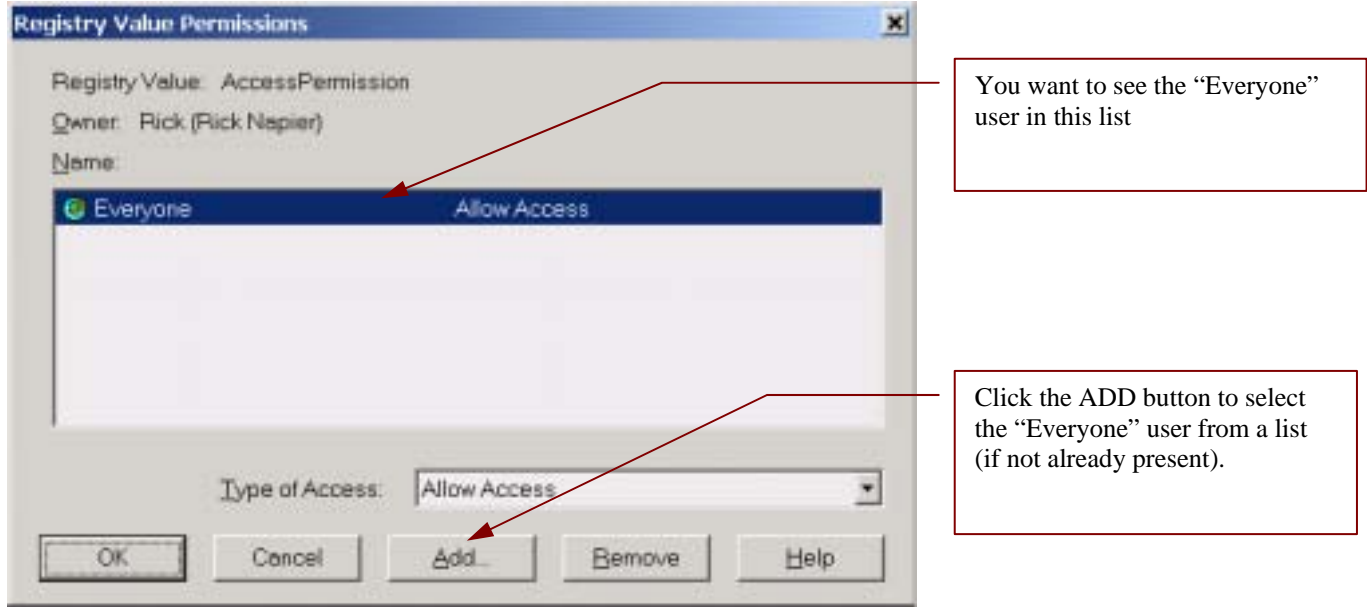 Registry Value Permissions
Registry Value: AccessPermission
Owner: Rick (Rick Napier)
Name:
Everyone Allow Access
Type of Access: Allow Access
OK Cancel Add... Remove Help
You want to see the “Everyone”
user in this list
Click the ADD button to select
the “Everyone” user from a list
(if not already present).